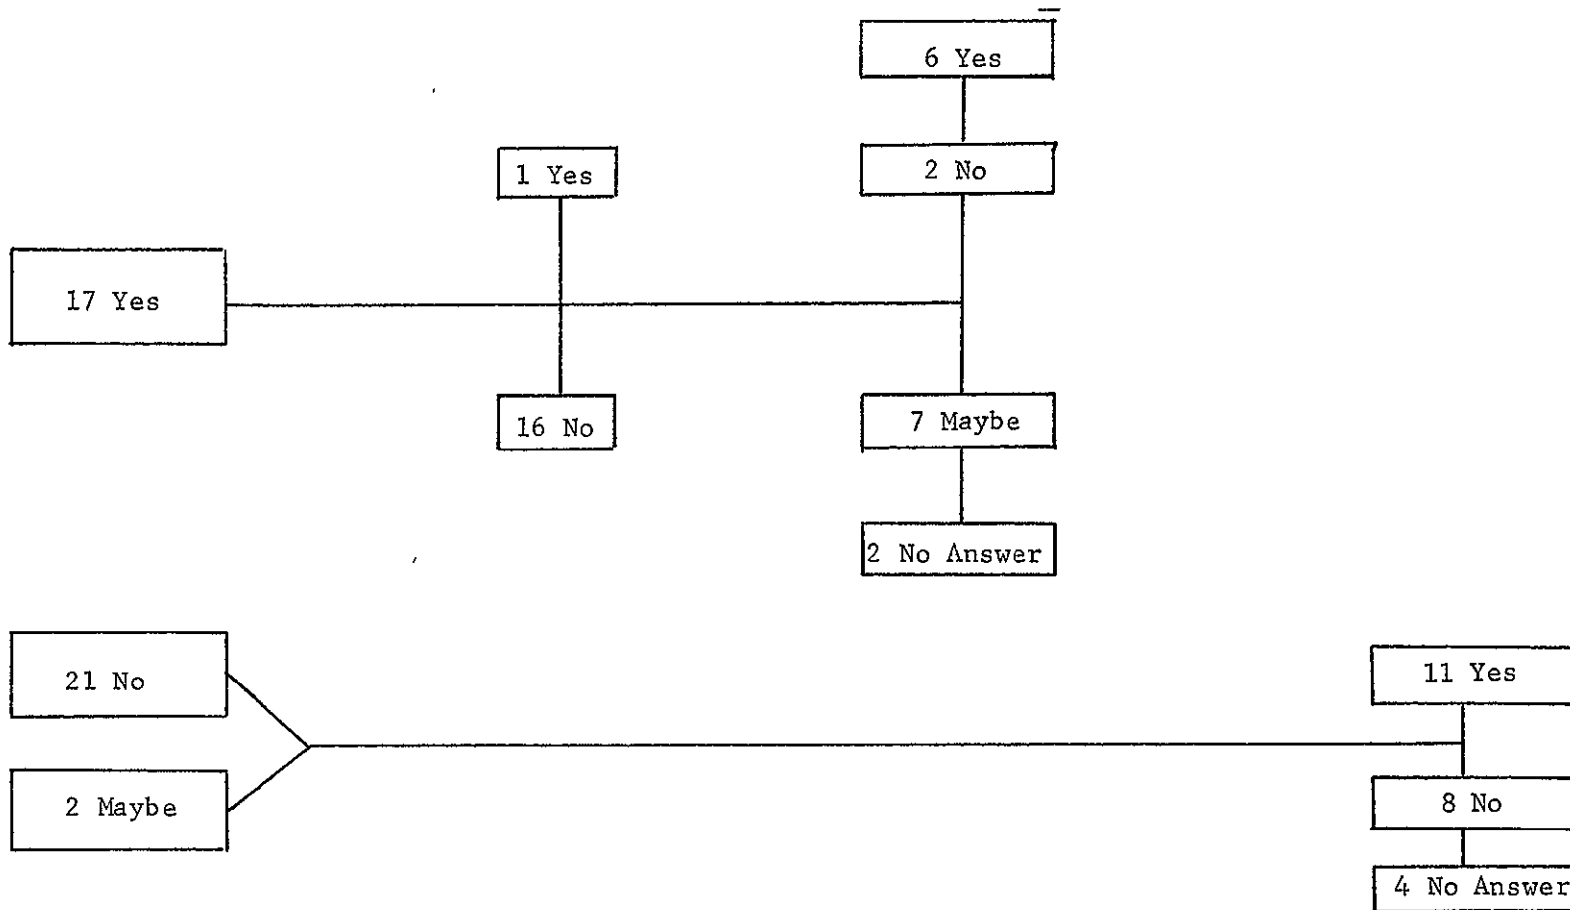 6 Yes
2 No
1 Yes
17 Yes
16 No
7 Maybe
2 No Answer
21 No
2 Maybe
11 Yes
8 No
4 No Answer